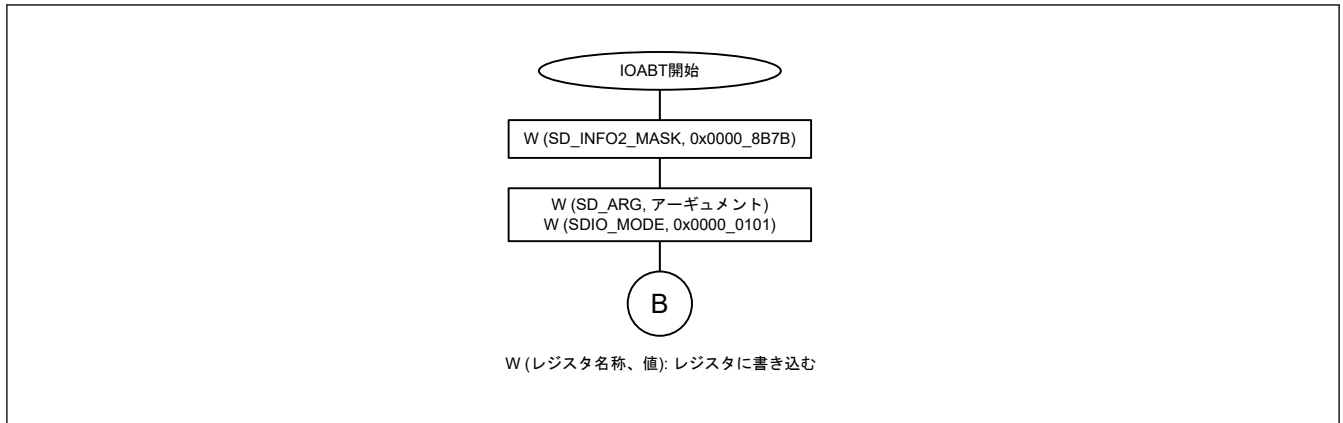 IOABT開始
W (SD_INFO2_MASK, 0x0000_8B7B)
W (SD_ARG, アーギュメント)
W (SDIO_MODE, 0x0000_0101)
B
W (レジスタ名称、値): レジスタに書き込む